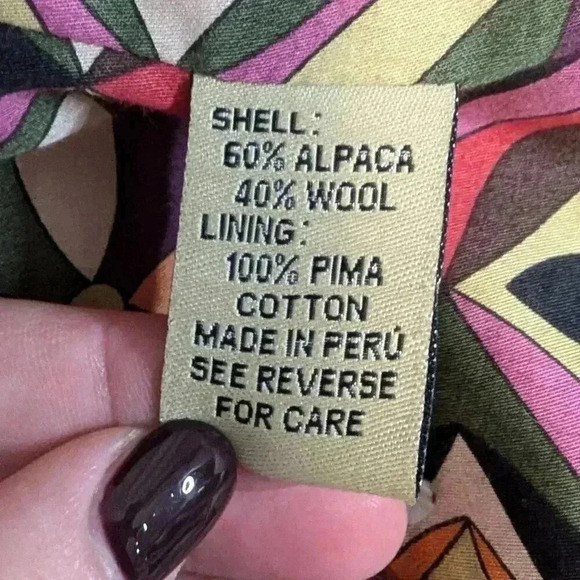 SHELL:
60% ALPACA
40% WOOL
LINING:
100% PIMA
COTTON
MADE IN PERÚ
SEE REVERSE
FOR CARE